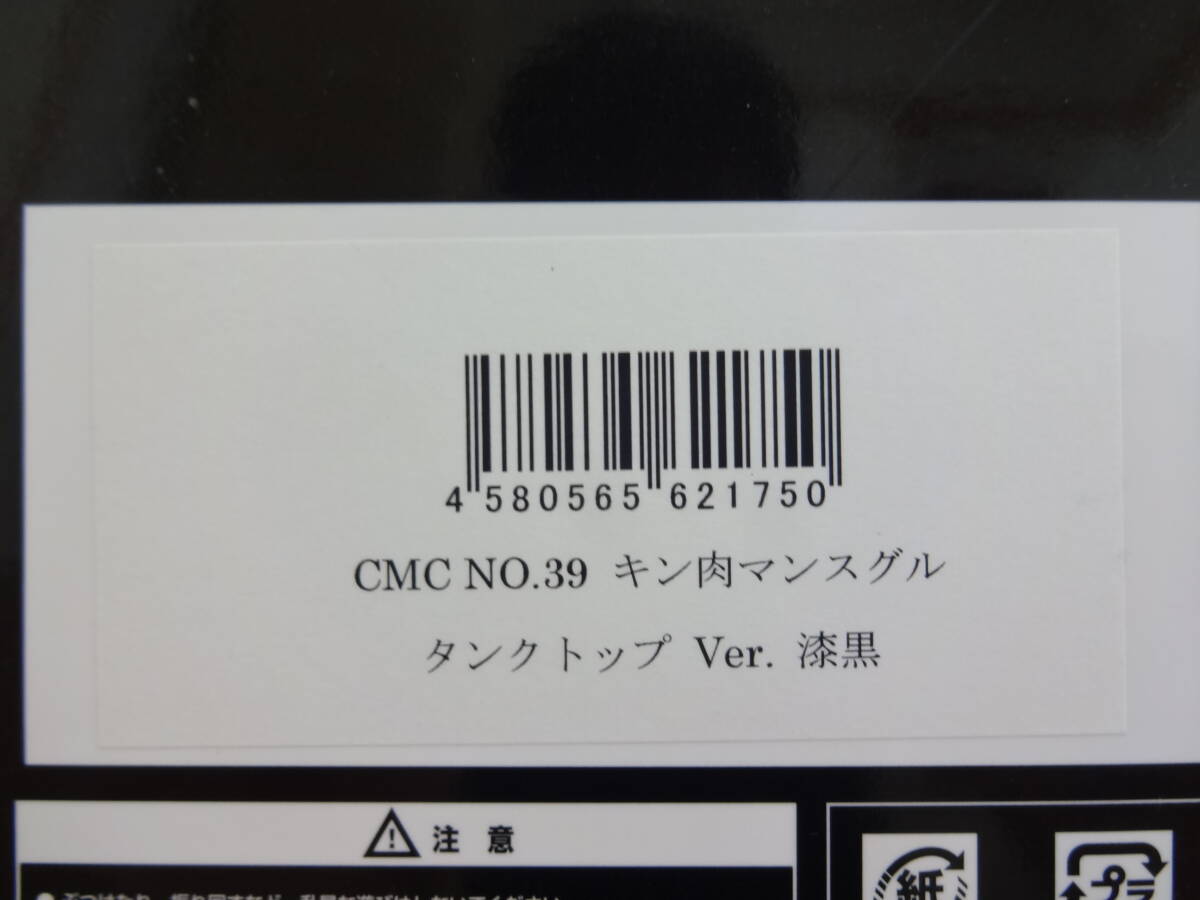 4 580565 621750
CMC NO.39 キン肉マンスグル
タンクトップ Ver. 漆黒
注 意
紙
プラ